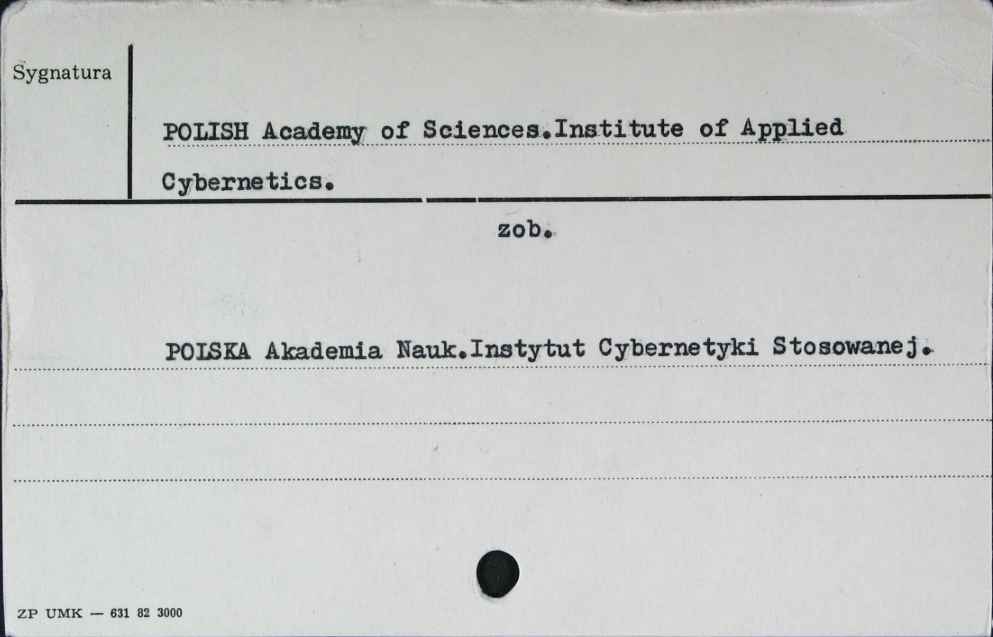 Sygnatura
POLISH Academy of Sciences.Institute of Applied
Cybernetics.
zob.
POLSKA Akademia Nauk.Instytut Cybernetyki Stosowanej.
ZP UMK — 631 82 3000